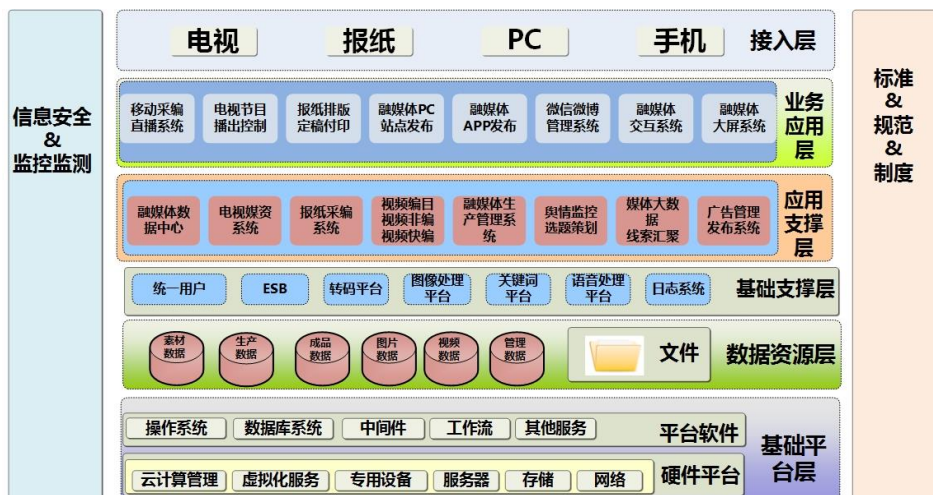 信息安全
&
监控监测
电视
报纸
PC
手机
接入层
移动采编
直播系统
电视节目
播出控制
报纸排版
定稿付印
融媒体PC
站点发布
融媒体
APP发布
微信微博
管理系统
融媒体
交互系统
融媒体
大屏系统
业务
应用
层
融媒体数
据中心
电视媒资
系统
报纸采编
系统
视频编目
视频非编
视频快编
融媒体生
产管理系
统
舆情监控
选题策划
媒体大数
据
线索汇聚
广告管理
发布系统
应用
支撑
层
统一用户
ESB
转码平台
图像处理
平台
关键词
平台
语音处理
平台
日志系统
基础支撑层
素材
数据
生产
数据
成品
数据
图片
数据
视频
数据
管理
数据
文件
数据资源层
操作系统
数据库系统
中间件
工作流
其他服务
平台软件
云计算管理
虚拟化服务
专用设备
服务器
存储
网络
硬件平台
基础平
台层
标准
&
规范
&
制度